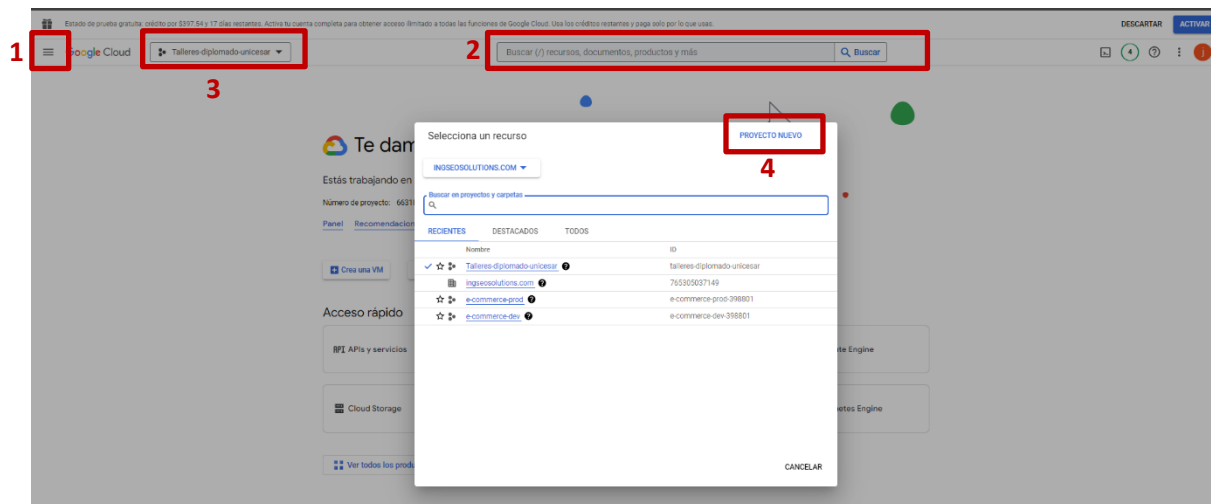 Estado de prueba gratuita: crédito por $397.54 y 17 días restantes. Activa tu cuenta completa para obtener acceso ilimitado a todas las funciones de Google Cloud. Usa los créditos restantes y paga solo por lo que usas.
DESCARTAR
ACTIVAR
1
Google Cloud
Talleres-diplomado-unicesar
2
Buscar (/) recursos, documentos, productos y más
Buscar
4
j
3
Te dam
Selecciona un recurso
PROYECTO NUEVO
4
INGSEOSOLUTIONS.COM
Estás trabajando en
Buscar en proyectos y carpetas
Número de proyecto: 6631
Panel Recomendacion
RECIENTES DESTACADOS TODOS
Nombre ID
Talleres-diplomado-unicesar talleres-diplomado-unicesar
Crea una VM
ingseosolutions.com 765305037149
e-commerce-prod e-commerce-prod-398801
e-commerce-dev e-commerce-dev-398801
Acceso rápido
API APIs y servicios
te Engine
Cloud Storage
etes Engine
Ver todos los produ
CANCELAR